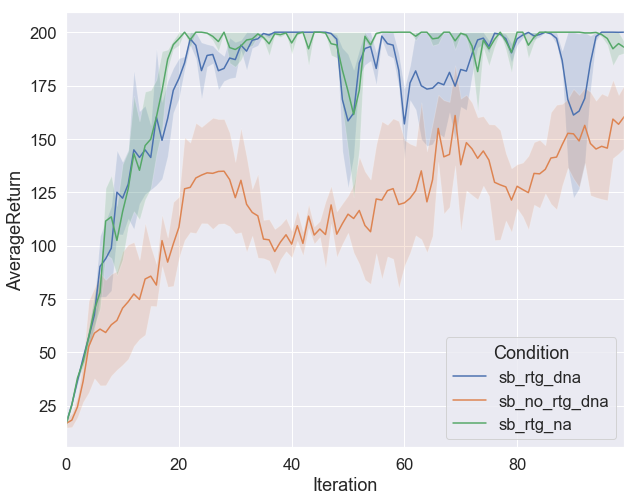 AverageReturn
200
175
150
125
100
75
50
25
0
20
40
60
80
Iteration
Condition
sb_rtg_dna
sb_no_rtg_dna
sb_rtg_na